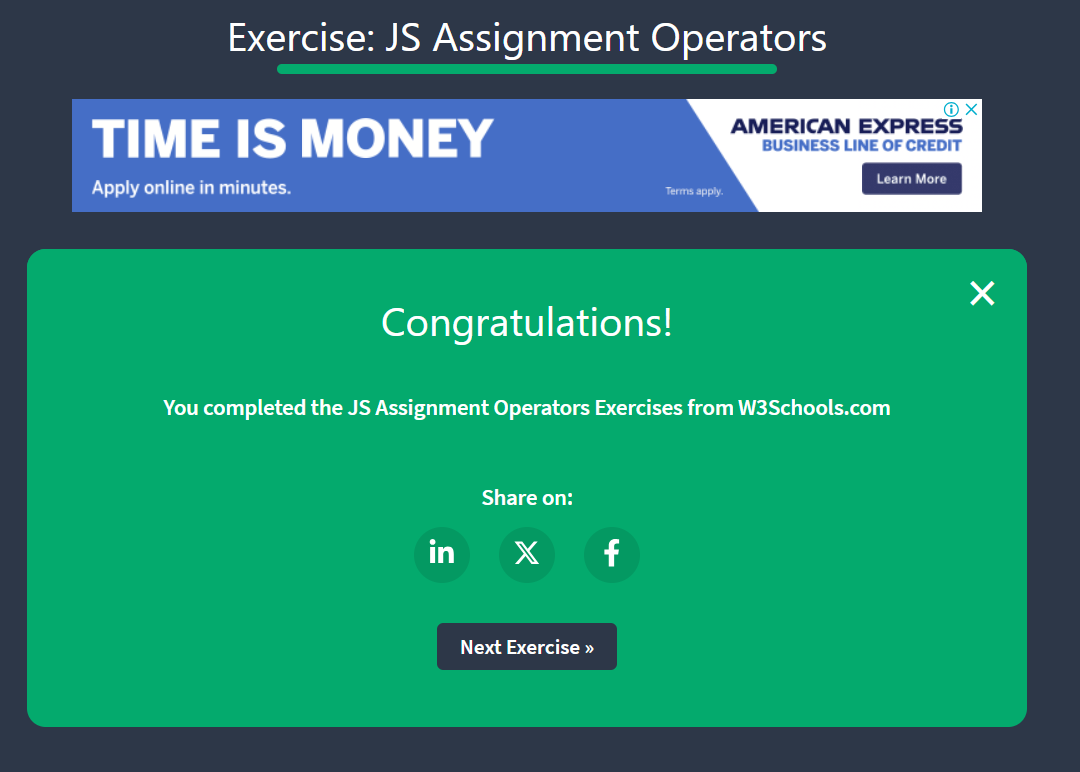 Exercise: JS Assignment Operators
TIME IS MONEY
Apply online in minutes.
Terms apply.
AMERICAN EXPRESS
BUSINESS LINE OF CREDIT
Learn More
Congratulations!
You completed the JS Assignment Operators Exercises from W3Schools.com
Share on:
Next Exercise »